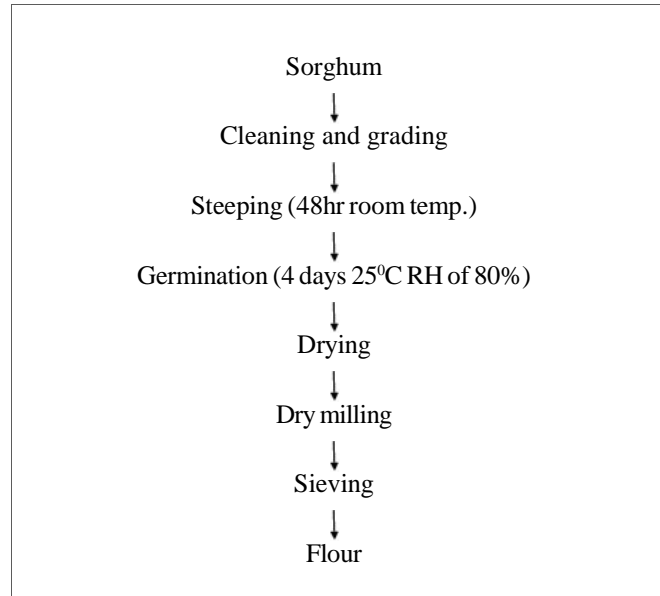 Sorghum
Cleaning and grading
Steeping (48hr room temp.)
Germination (4 days 25⁰C RH of 80%)
Drying
Dry milling
Sieving
Flour